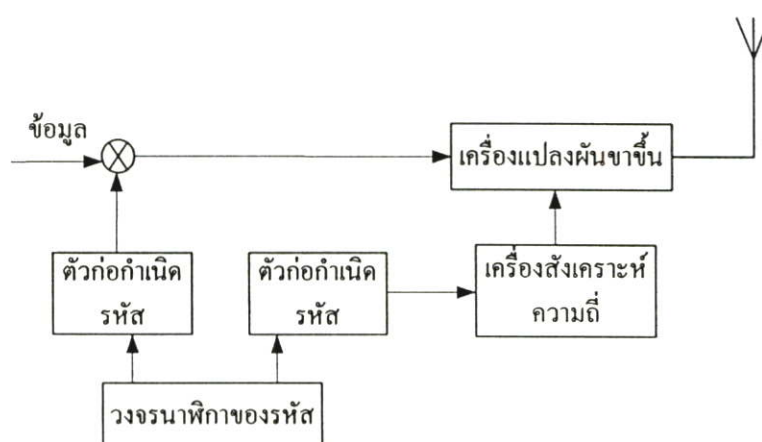 ข้อมูล
เครื่องแปลงผันขาขึ้น
ตัวก่อกำเนิด
รหัส
ตัวก่อกำเนิด
รหัส
เครื่องสังเคราะห์
ความถี่
วงจรนาฬิกาของรหัส